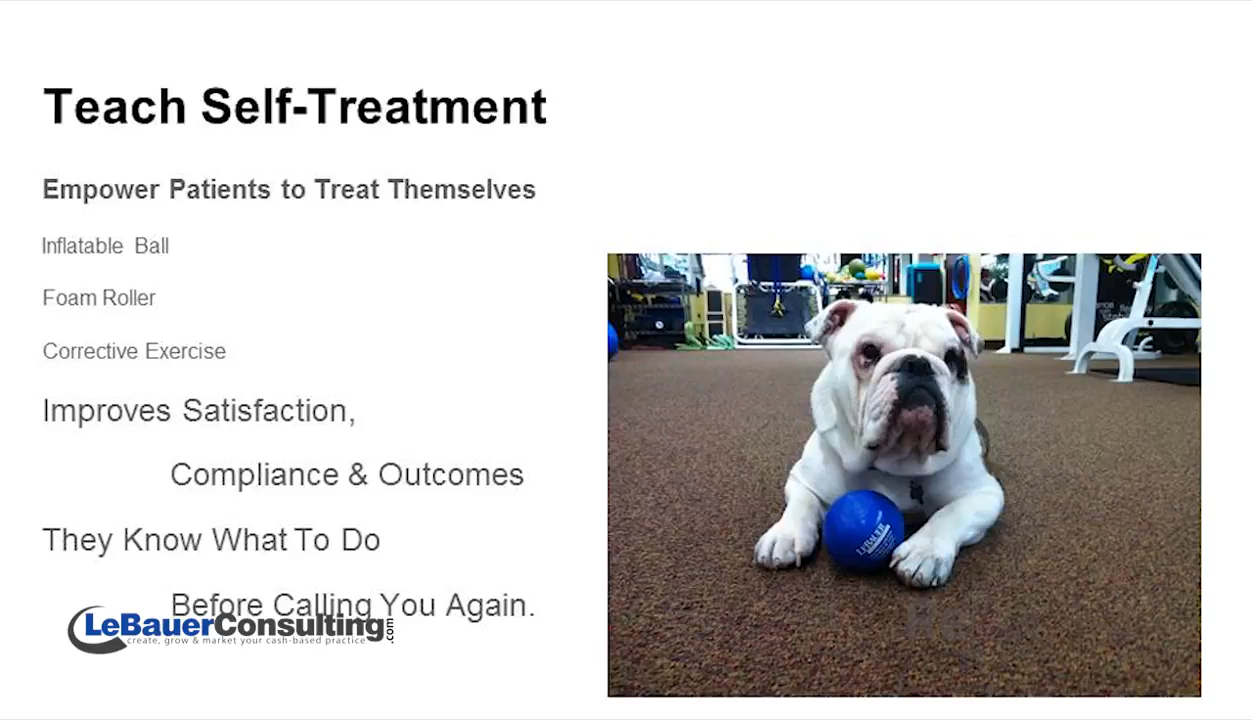 Teach Self-Treatment
Empower Patients to Treat Themselves
Inflatable Ball
Foam Roller
Corrective Exercise
Improves Satisfaction,
Compliance & Outcomes
They Know What To Do
Before Calling You Again.
LeBauerConsulting.com
create, grow & market your cash-based practice
LEBAUER